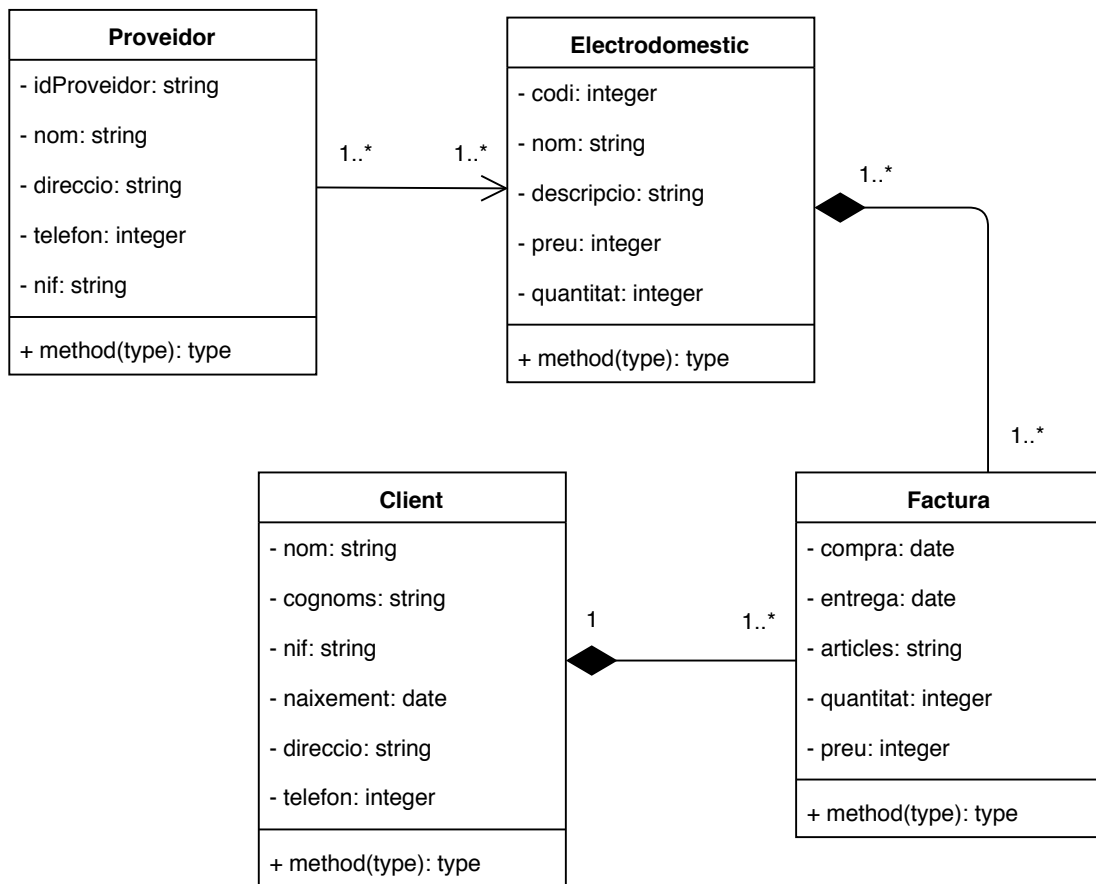 Proveidor
- idProveidor: string
- nom: string
- direccio: string
- telefon: integer
- nif: string
+ method(type): type
1..*
1..*
Electrodomestic
- codi: integer
- nom: string
- descripcio: string
- preu: integer
- quantitat: integer
+ method(type): type
1..*
1..*
Client
- nom: string
- cognoms: string
- nif: string
- naixement: date
- direccio: string
- telefon: integer
+ method(type): type
1
1..*
Factura
- compra: date
- entrega: date
- articles: string
- quantitat: integer
- preu: integer
+ method(type): type